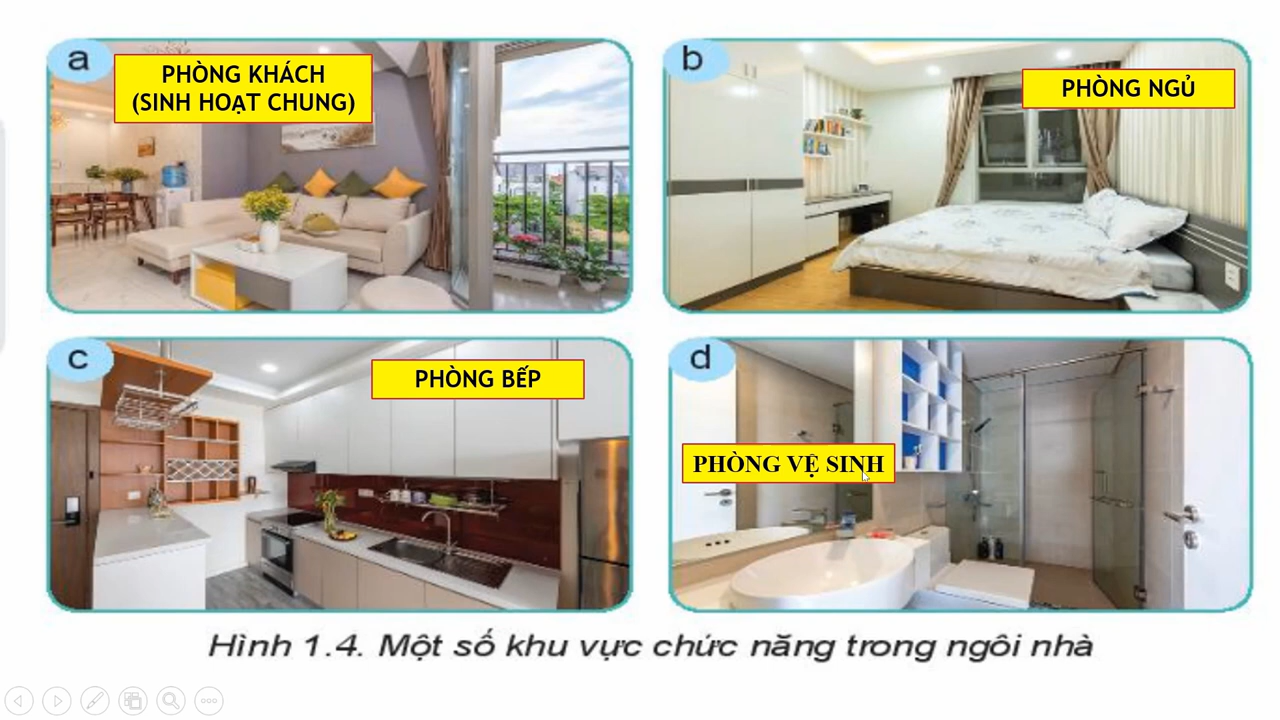 a
PHÒNG KHÁCH
(SINH HOẠT CHUNG)
b
PHÒNG NGỦ
c
PHÒNG BẾP
d
PHÒNG VỆ SINH
Hình 1.4. Một số khu vực chức năng trong ngôi nhà